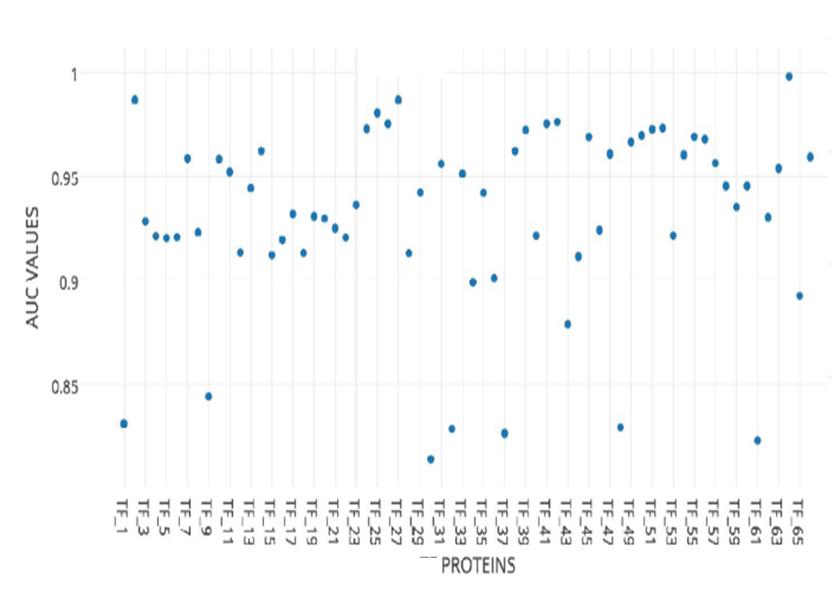 1
0.95
0.9
0.85
AUC VALUES
TF_1
TF_3
TF_5
TF_7
TF_9
TF_11
TF_13
TF_15
TF_17
TF_19
TF_21
TF_23
TF_25
TF_27
TF_29
TF_31
TF_33
TF_35
TF_37
TF_39
TF_41
TF_43
TF_45
TF_47
TF_49
TF_51
TF_53
TF_55
TF_57
TF_59
TF_61
TF_63
TF_65
PROTEINS